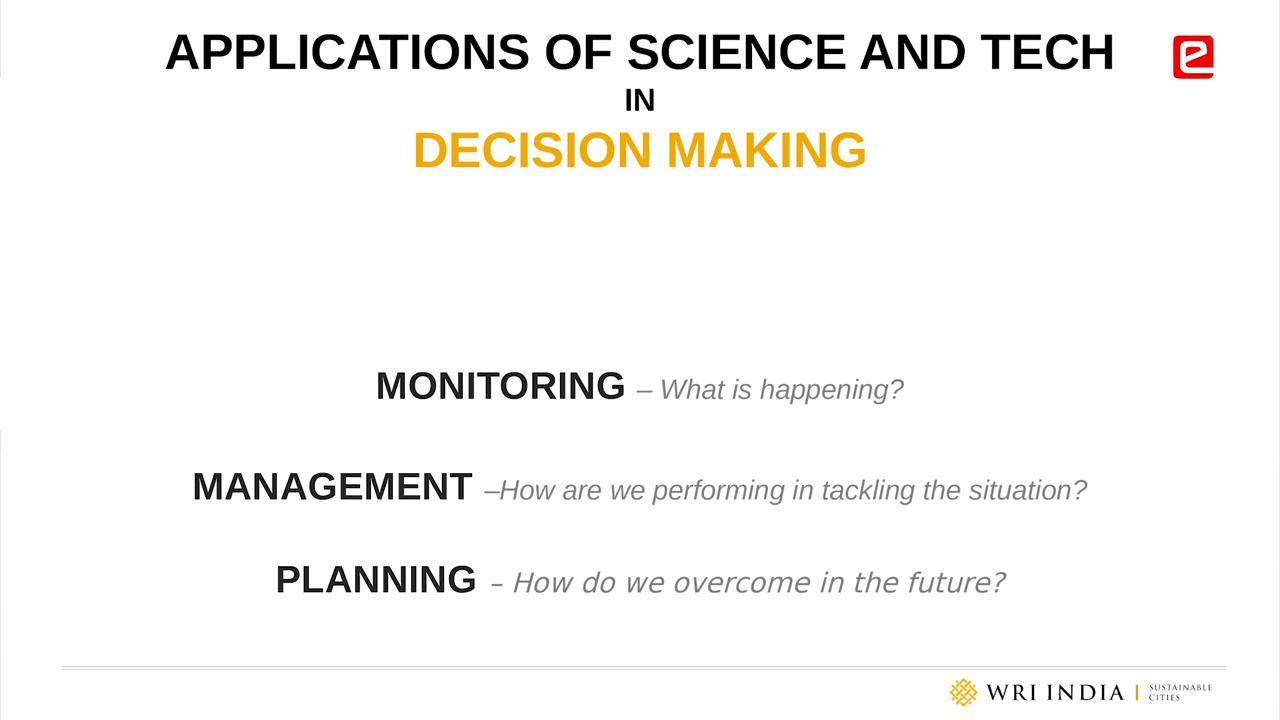 APPLICATIONS OF SCIENCE AND TECH
IN
DECISION MAKING
MONITORING – What is happening?
MANAGEMENT –How are we performing in tackling the situation?
PLANNING – How do we overcome in the future?
WRI INDIA | SUSTAINABLE
CITIES